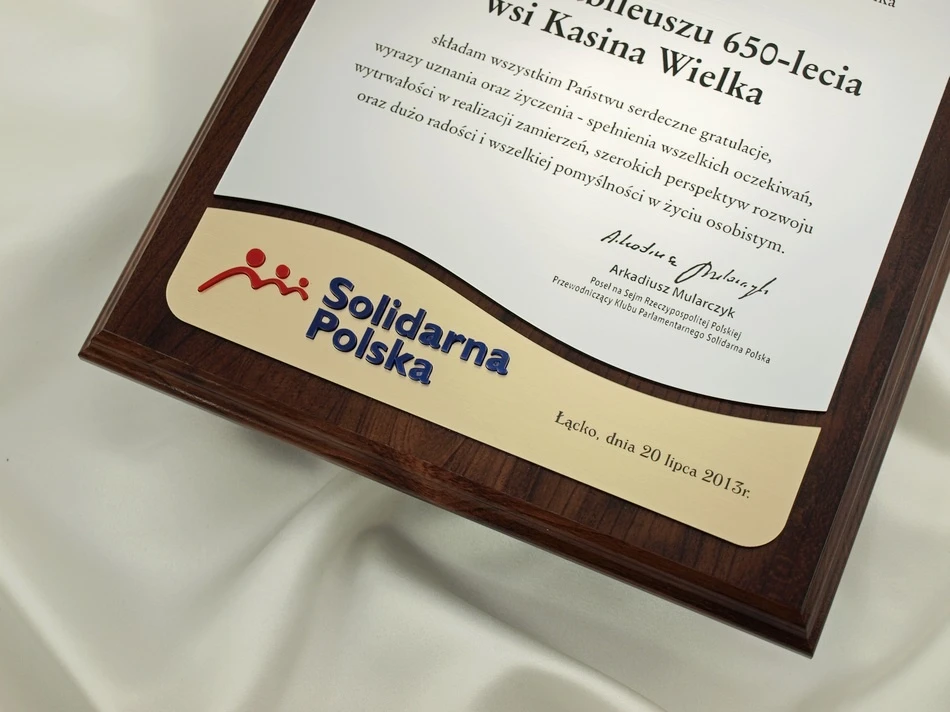 650-lecia
wsi Kasina Wielka
składam wszystkim Państwu serdeczne gratulacje,
wyrazy uznania oraz życzenia - spełnienia wszelkich oczekiwań,
wytrwałości w realizacji zamierzeń, szerokich perspektyw rozwoju
oraz dużo radości i wszelkiej pomyślności w życiu osobistym.
Arkadiusz Mularczyk
Arkadiusz Mularczyk
Poseł na Sejm Rzeczypospolitej Polskiej
Przewodniczący Klubu Parlamentarnego Solidarna Polska
Solidarna
Polska
Łącko, dnia 20 lipca 2013r.